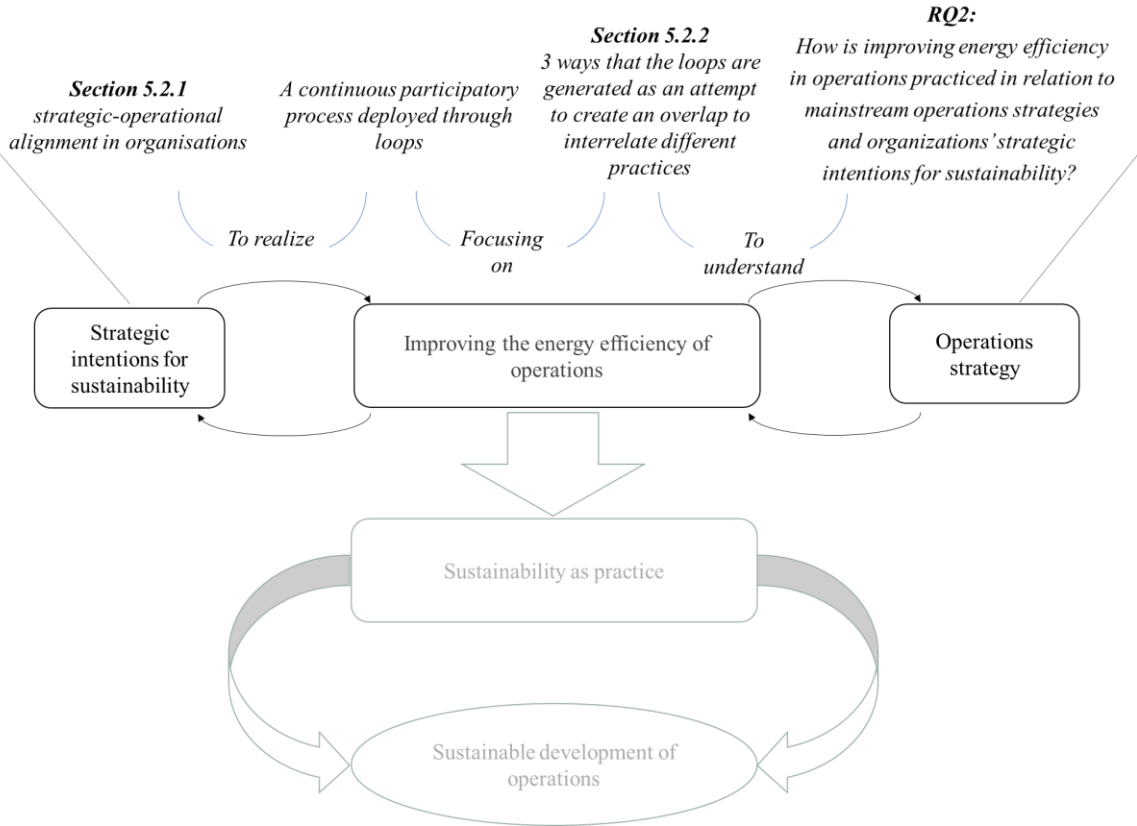 Section 5.2.1
strategic-operational
alignment in organisations
A continuous participatory
process deployed through
loops
Section 5.2.2
3 ways that the loops are
generated as an attempt
to create an overlap to
interrelate different
practices
RQ2:
How is improving energy efficiency
in operations practiced in relation to
mainstream operations strategies
and organizations' strategic
intentions for sustainability?
To realize
Focusing
on
To
understand
Strategic
intentions for
sustainability
Improving the energy efficiency of
operations
Operations
strategy
Sustainability as practice
Sustainable development of
operations